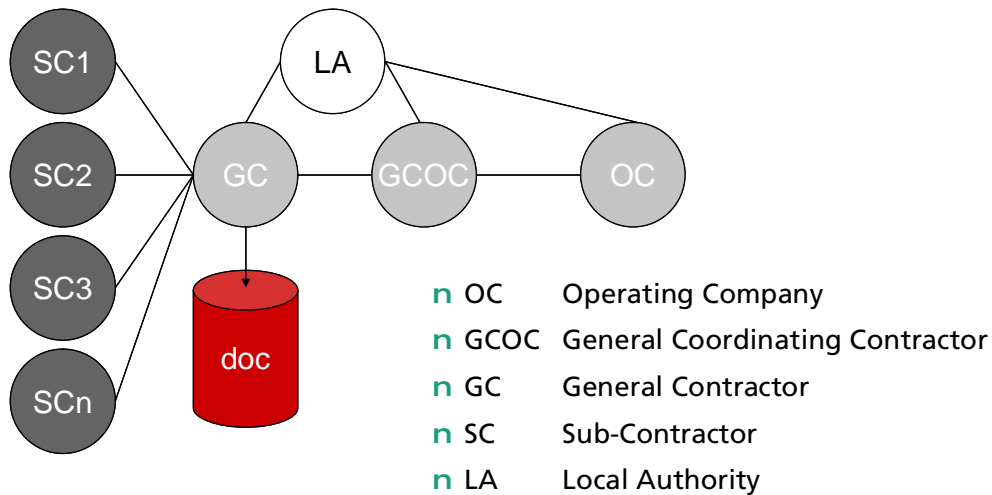 SC1
LA
SC2
GC
GCOC
OC
SC3
doc
SCn
n OC Operating Company
n GCOC General Coordinating Contractor
n GC General Contractor
n SC Sub-Contractor
n LA Local Authority